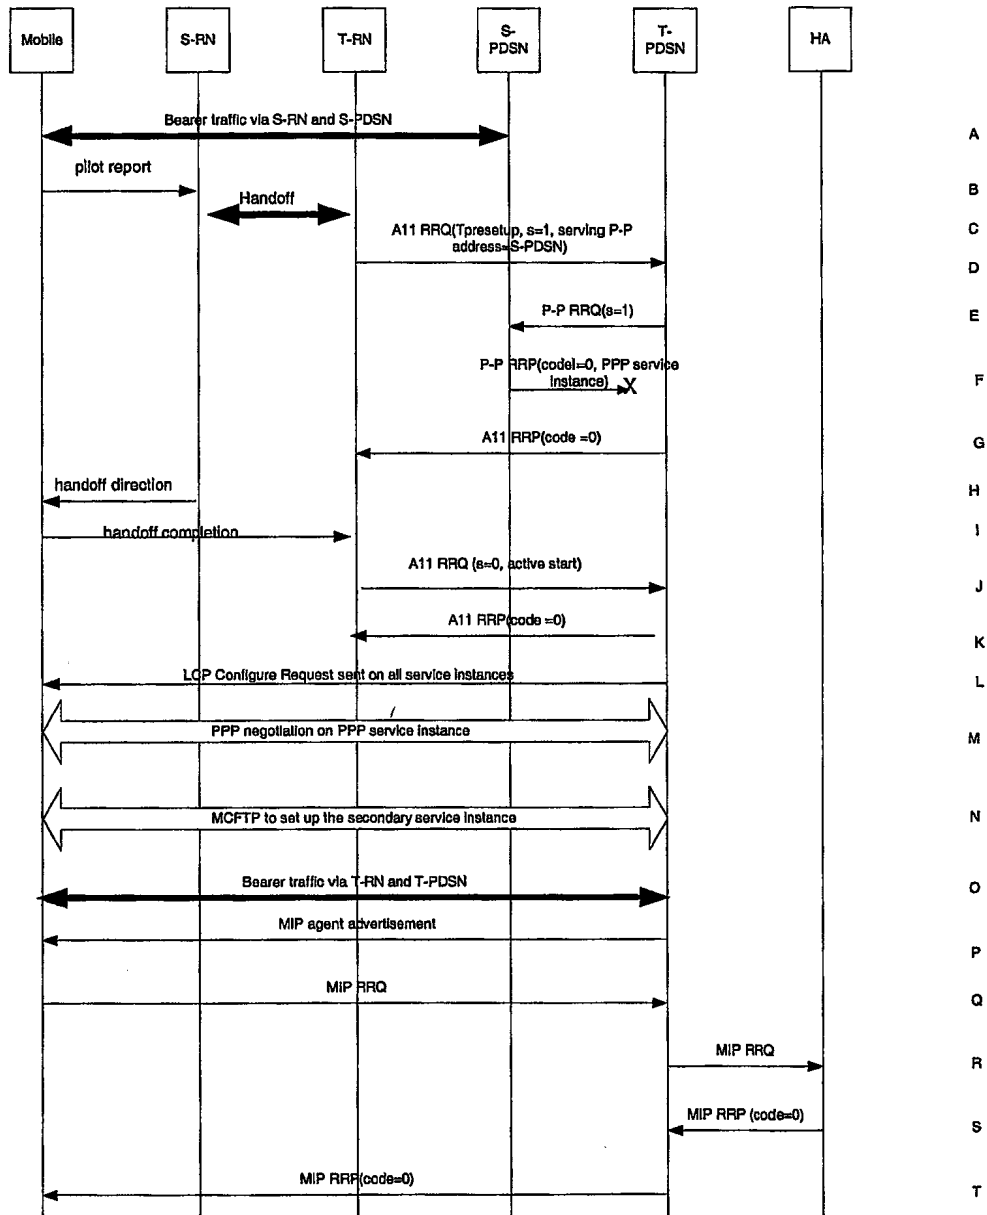 Mobile
S-RN
T-RN
S-
PDSN
T-
PDSN
HA
Bearer traffic via S-RN and S-PDSN
A
pilot report
B
Handoff
C
A11 RRQ(Tpresetup, s=1, serving P-P
address=S-PDSN)
D
P-P RRQ(s=1)
E
P-P RRP(code!=0, PPP service
instance)
X
F
A11 RRP(code =0)
G
handoff direction
H
handoff completion
I
A11 RRQ (s=0, active start)
J
A11 RRP(code =0)
K
LCP Configure Request sent on all service instances
L
PPP negotiation on PPP service instance
M
MCFTP to set up the secondary service instance
N
Bearer traffic via T-RN and T-PDSN
O
MIP agent advertisement
P
MIP RRQ
Q
MIP RRQ
R
MIP RRP (code=0)
S
MIP RRP(code=0)
T